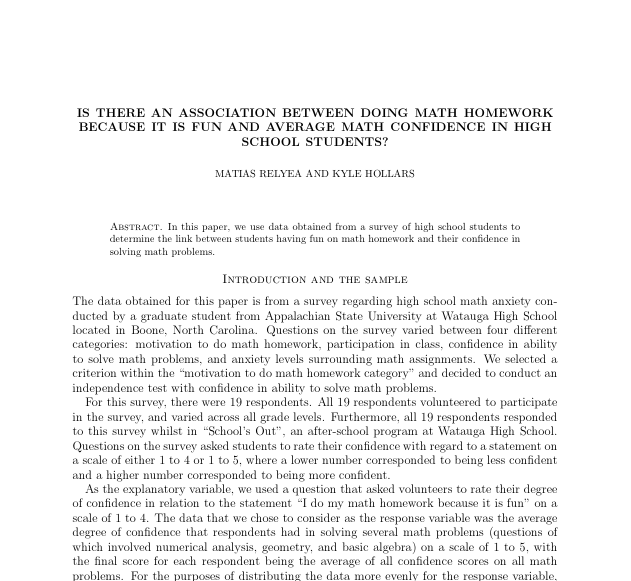 IS THERE AN ASSOCIATION BETWEEN DOING MATH HOMEWORK
BECAUSE IT IS FUN AND AVERAGE MATH CONFIDENCE IN HIGH
SCHOOL STUDENTS?
MATIAS RELYEA AND KYLE HOLLARS
Abstract. In this paper, we use data obtained from a survey of high school students to
determine the link between students having fun on math homework and their confidence in
solving math problems.
Introduction and the sample
The data obtained for this paper is from a survey regarding high school math anxiety con-
ducted by a graduate student from Appalachian State University at Watauga High School
located in Boone, North Carolina. Questions on the survey varied between four different
categories: motivation to do math homework, participation in class, confidence in ability
to solve math problems, and anxiety levels surrounding math assignments. We selected a
criterion within the “motivation to do math homework category” and decided to conduct an
independence test with confidence in ability to solve math problems.
For this survey, there were 19 respondents. All 19 respondents volunteered to participate
in the survey, and varied across all grade levels. Furthermore, all 19 respondents responded
to this survey whilst in “School’s Out”, an after-school program at Watauga High School.
Questions on the survey asked students to rate their confidence with regard to a statement on
a scale of either 1 to 4 or 1 to 5, where a lower number corresponded to being less confident
and a higher number corresponded to being more confident.
As the explanatory variable, we used a question that asked volunteers to rate their degree
of confidence in relation to the statement “I do my math homework because it is fun” on a
scale of 1 to 4. The data that we chose to consider as the response variable was the average
degree of confidence that respondents had in solving several math problems (questions of
which involved numerical analysis, geometry, and basic algebra) on a scale of 1 to 5, with
the final score for each respondent being the average of all confidence scores on all math
problems. For the purposes of distributing the data more evenly for the response variable,